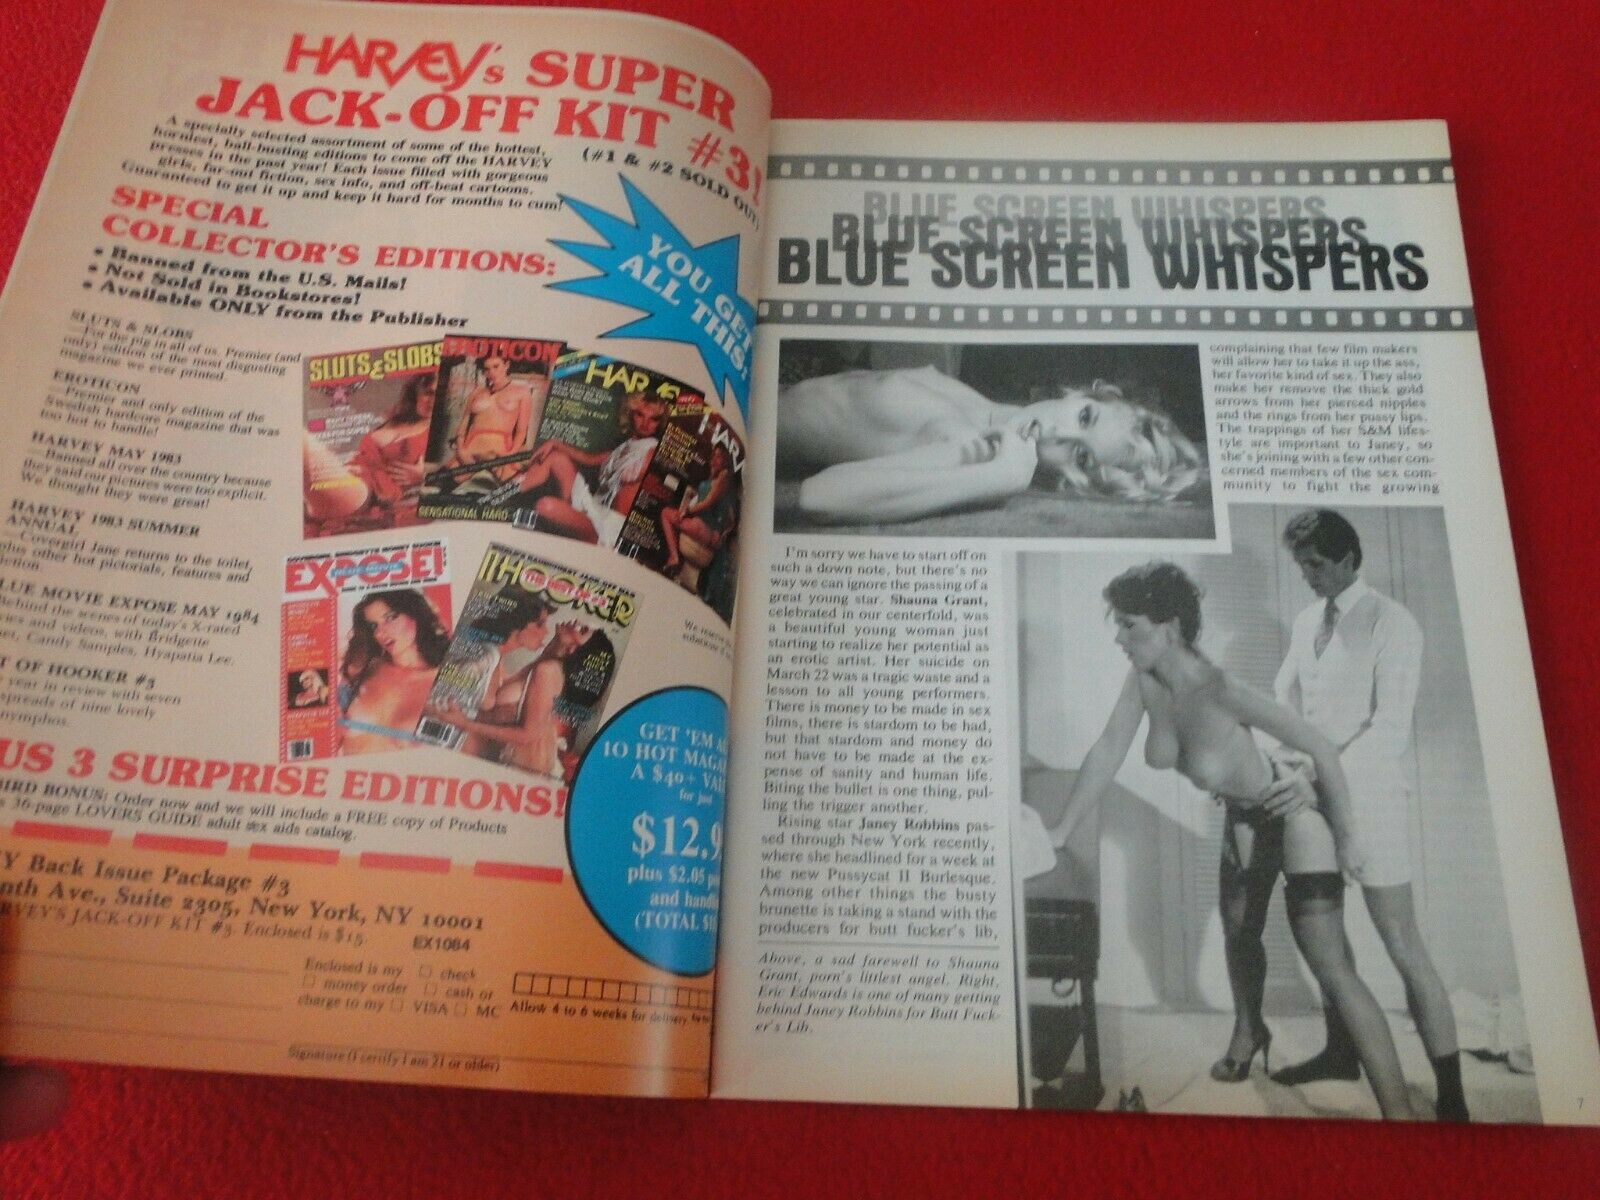 HARVEY's SUPER
JACK-OFF KIT #3!
(#1 & #2 SOLD OUT)
A specially selected assortment of some of the hottest,
horniest, ball-busting editions to come off the HARVEY
presses in the past year! Each issue filled with gorgeous
girls, far-out fiction, sex info, and off-beat cartoons.
Guaranteed to get it up and keep it hard for months to cum!
SPECIAL
COLLECTOR'S EDITIONS:
• Banned from the U.S. Mails!
• Not Sold in Bookstores!
• Available ONLY from the Publisher
YOU GET
ALL THIS!
SLUTS & SLOBS
—For the pig in all of us. Premier (and
only) edition of the most disgusting
magazine we ever printed.
EROTICON
—Premier and only edition of the
Swedish hardcore magazine that was
too hot to handle!
HARVEY MAY 1983
—Banned all over the country because
they said our pictures were too explicit.
We thought they were great!
HARVEY 1983 SUMMER
ANNUAL
—Covergirl Jane returns to the toilet,
plus other hot pictorials, features and
LUE MOVIE EXPOSE MAY 1984
Behind the scenes of today's X-rated
and videos, with Bridgette
Candy Samples, Hyapatia Lee.
T OF HOOKER #3
year in review with seven
spreads of nine lovely
nymphos.
SLUTS & SLOBS
EROTICON
SENSATIONAL HARD
HARVEY
HARV
EXPOSE!
BLUE MOVIE
HOOKER
THE BEST OF
US 3 SURPRISE EDITIONS!
BIRD BONUS: Order now and we will include a FREE copy of Products
36-page LOVERS GUIDE adult sex aids catalog.
GET 'EM A
10 HOT MAGA
A $40+ VAL
for just
$12.9
plus $2.05
and handl
(TOTAL $1
Y Back Issue Package #3
nth Ave., Suite 2305, New York, NY 10001
RVEY'S JACK-OFF KIT #3. Enclosed is $15.
EX1084
Enclosed is my □ check
□ money order □ cash or
charge to my □ VISA □ MC
Allow 4 to 6 weeks for delivery.
Signature (I certify I am 21 or older)
BLUE SCREEN WHISPERS
BLUE SCREEN WHISPERS
BLUE SCREEN WHISPERS
I'm sorry we have to start off on
such a down note, but there's no
way we can ignore the passing of a
great young star. Shauna Grant,
celebrated in our centerfold, was
a beautiful young woman just
starting to realize her potential as
an erotic artist. Her suicide on
March 22 was a tragic waste and a
lesson to all young performers.
There is money to be made in sex
films, there is stardom to be had,
but that stardom and money do
not have to be made at the ex-
pense of sanity and human life.
Biting the bullet is one thing, pul-
ling the trigger another.
Rising star Janey Robbins pas-
sed through New York recently,
where she headlined for a week at
the new Pussycat II Burlesque.
Among other things the busty
brunette is taking a stand with the
producers for butt fucker's lib,
Above, a sad farewell to Shauna
Grant, porn's littlest angel. Right,
Eric Edwards is one of many getting
behind Janey Robbins for Butt Fuck-
er's Lib.
complaining that few film makers
will allow her to take it up the ass,
her favorite kind of sex. They also
make her remove the thick gold
arrows from her pierced nipples
and the rings from her pussy lips.
The trappings of her S&M lifes-
tyle are important to Janey, so
she's joining with a few other con-
cerned members of the sex com-
munity to fight the growing
7